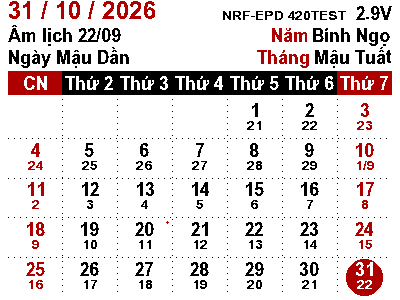 31 / 10 / 2026 NRF-EPD 420TEST 2.9V
Âm lịch 22/09 Năm Bính Ngọ
Ngày Mậu Dần Tháng Mậu Tuất
CN Thứ 2 Thứ 3 Thứ 4 Thứ 5 Thứ 6 Thứ 7
1 2 3
21 22 23
4 5 6 7 8 9 10
24 25 26 27 28 29 1/9
11 12 13 14 15 16 17
2 3 4 5 6 7 8
18 19 20 21 22 23 24
9 10 11 12 13 14 15
25 26 27 28 29 30 31
16 17 18 19 20 21 22